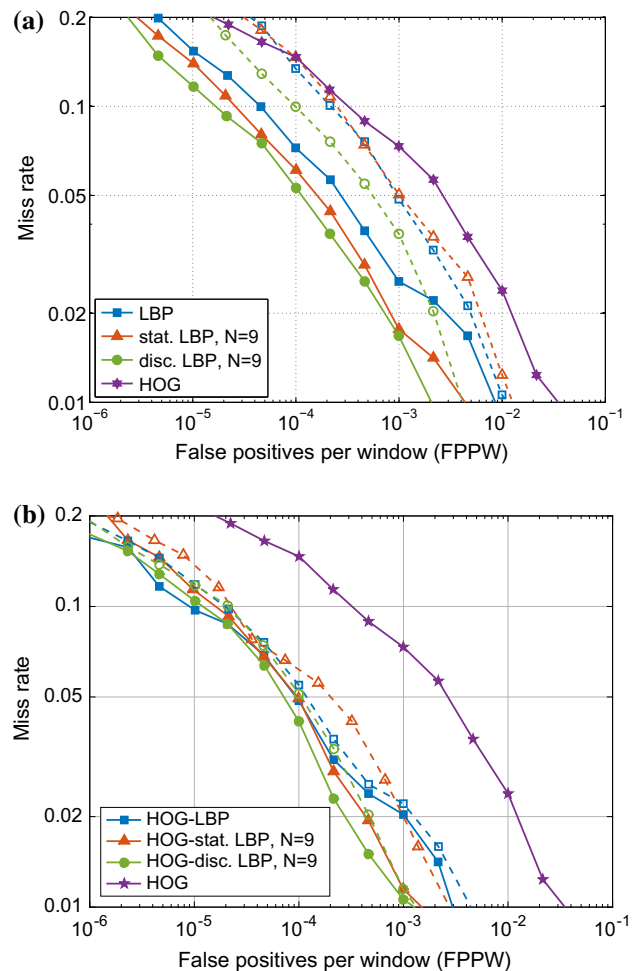 (a)
0.2
0.1
0.05
0.02
0.01
Miss rate
LBP
stat. LBP, N=9
disc. LBP, N=9
HOG
10⁻⁶ 10⁻⁵ 10⁻⁴ 10⁻³ 10⁻² 10⁻¹
False positives per window (FPPW)
(b)
0.2
0.1
0.05
0.02
0.01
Miss rate
HOG-LBP
HOG-stat. LBP, N=9
HOG-disc. LBP, N=9
HOG
10⁻⁶ 10⁻⁵ 10⁻⁴ 10⁻³ 10⁻² 10⁻¹
False positives per window (FPPW)